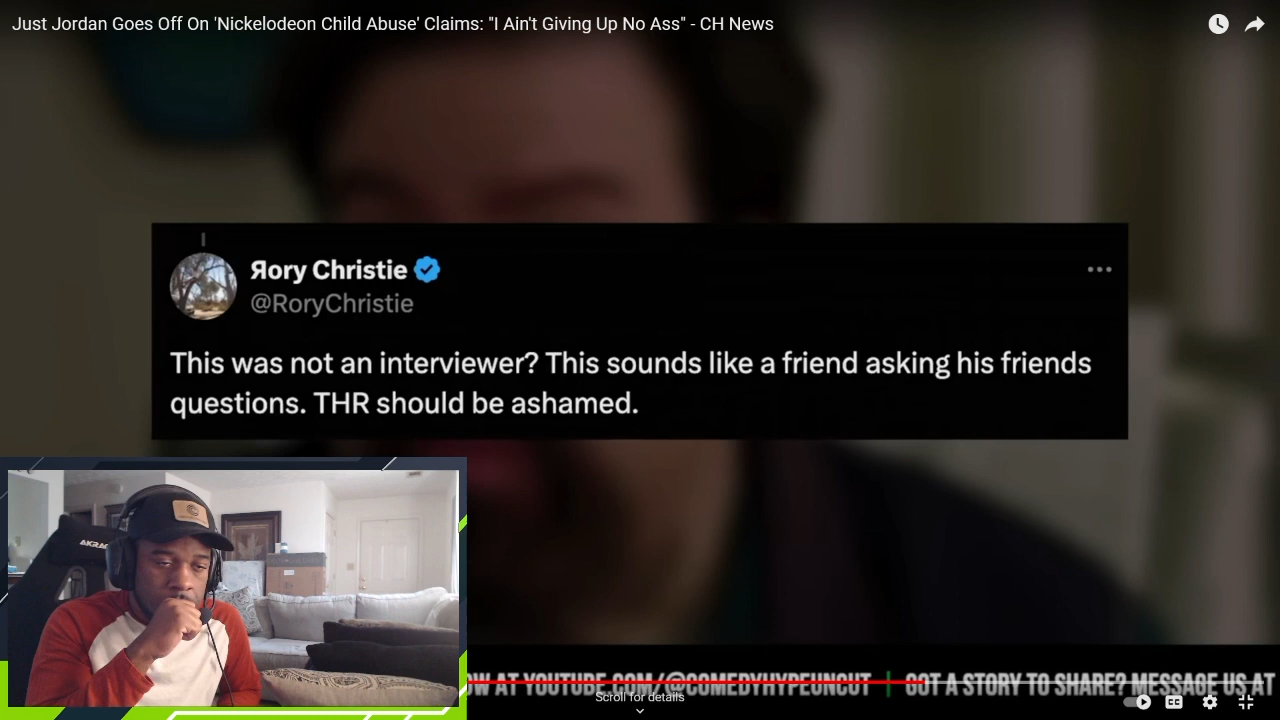 Just Jordan Goes Off On 'Nickelodeon Child Abuse' Claims: "I Ain't Giving Up No Ass" - CH News
Яory Christie
@RoryChristie
This was not an interviewer? This sounds like a friend asking his friends
questions. THR should be ashamed.
OW AT YOUTUBE.COM/@COMEDYHYPEUNCUT | GOT A STORY TO SHARE? MESSAGE US AT
Scroll for details
CC